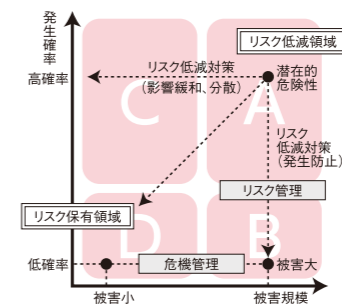 発生確率
リスク低減領域
リスク低減対策
(影響緩和、分散)
潜在的
危険性
高確率
C
A
リスク
低減対策
(発生防止)
リスク管理
リスク保有領域
D
B
低確率
危機管理
被害大
被害小
被害規模